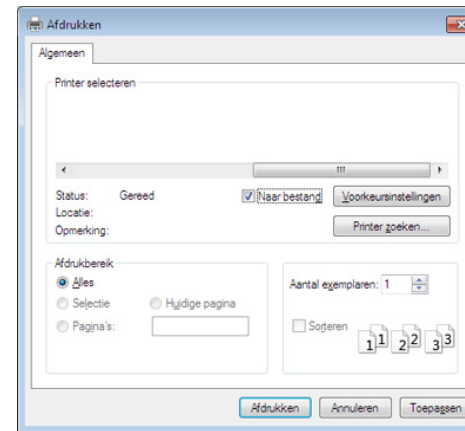 Afdrukken
Algemeen
Printer selecteren
Status: Gereed
Naar bestand
Voorkeursinstellingen
Locatie:
Opmerking:
Printer zoeken...
Afdrukbereik
Alles
Selectie
Huidige pagina
Pagina's:
Aantal exemplaren: 1
Sorteren
1 1 2 2 3 3
Afdrukken
Annuleren
Toepassen